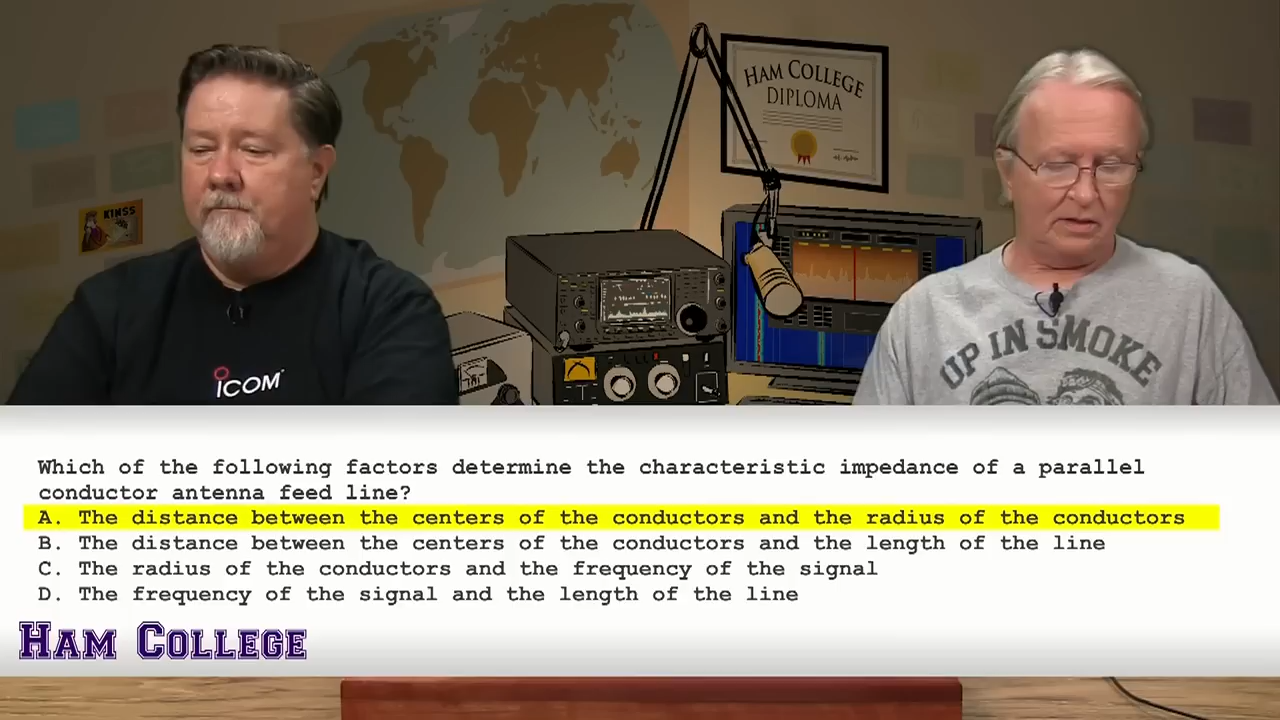 HAM COLLEGE
DIPLOMA
K1NSS
ICOM
UP IN SMOKE
Which of the following factors determine the characteristic impedance of a parallel
conductor antenna feed line?
A. The distance between the centers of the conductors and the radius of the conductors
B. The distance between the centers of the conductors and the length of the line
C. The radius of the conductors and the frequency of the signal
D. The frequency of the signal and the length of the line
HAM COLLEGE